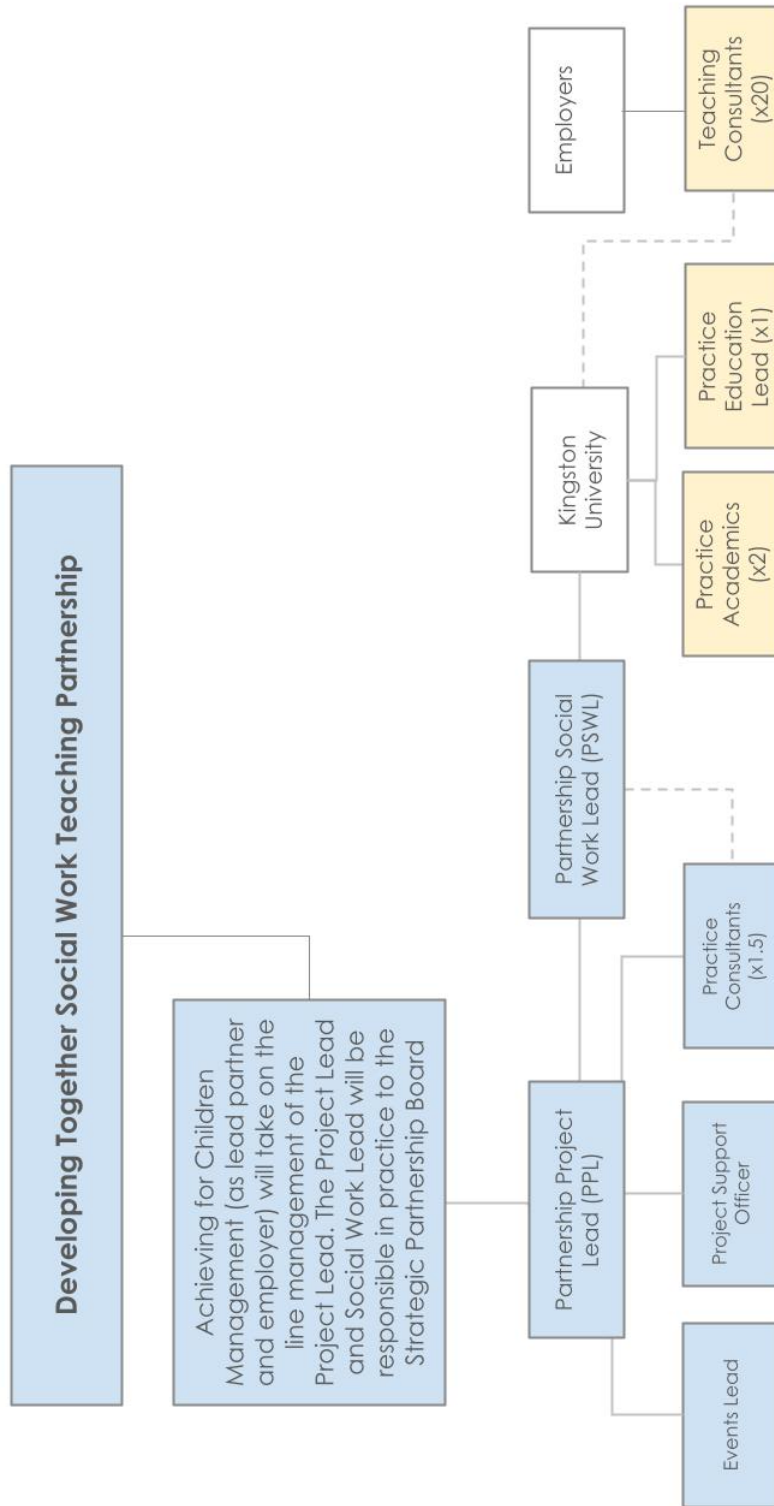 Developing Together Social Work Teaching Partnership
Achieving for Children
Management (as lead partner
and employer) will take on the
line management of the
Project Lead. The Project Lead
and Social Work Lead will be
responsible in practice to the
Strategic Partnership Board
Partnership Project
Lead (PPL)
Partnership Social
Work Lead (PSWL)
Kingston
University
Employers
Events Lead
Project Support
Officer
Practice
Consultants
(x1.5)
Practice
Academics
(x2)
Practice
Education
Lead (x1)
Teaching
Consultants
(x20)